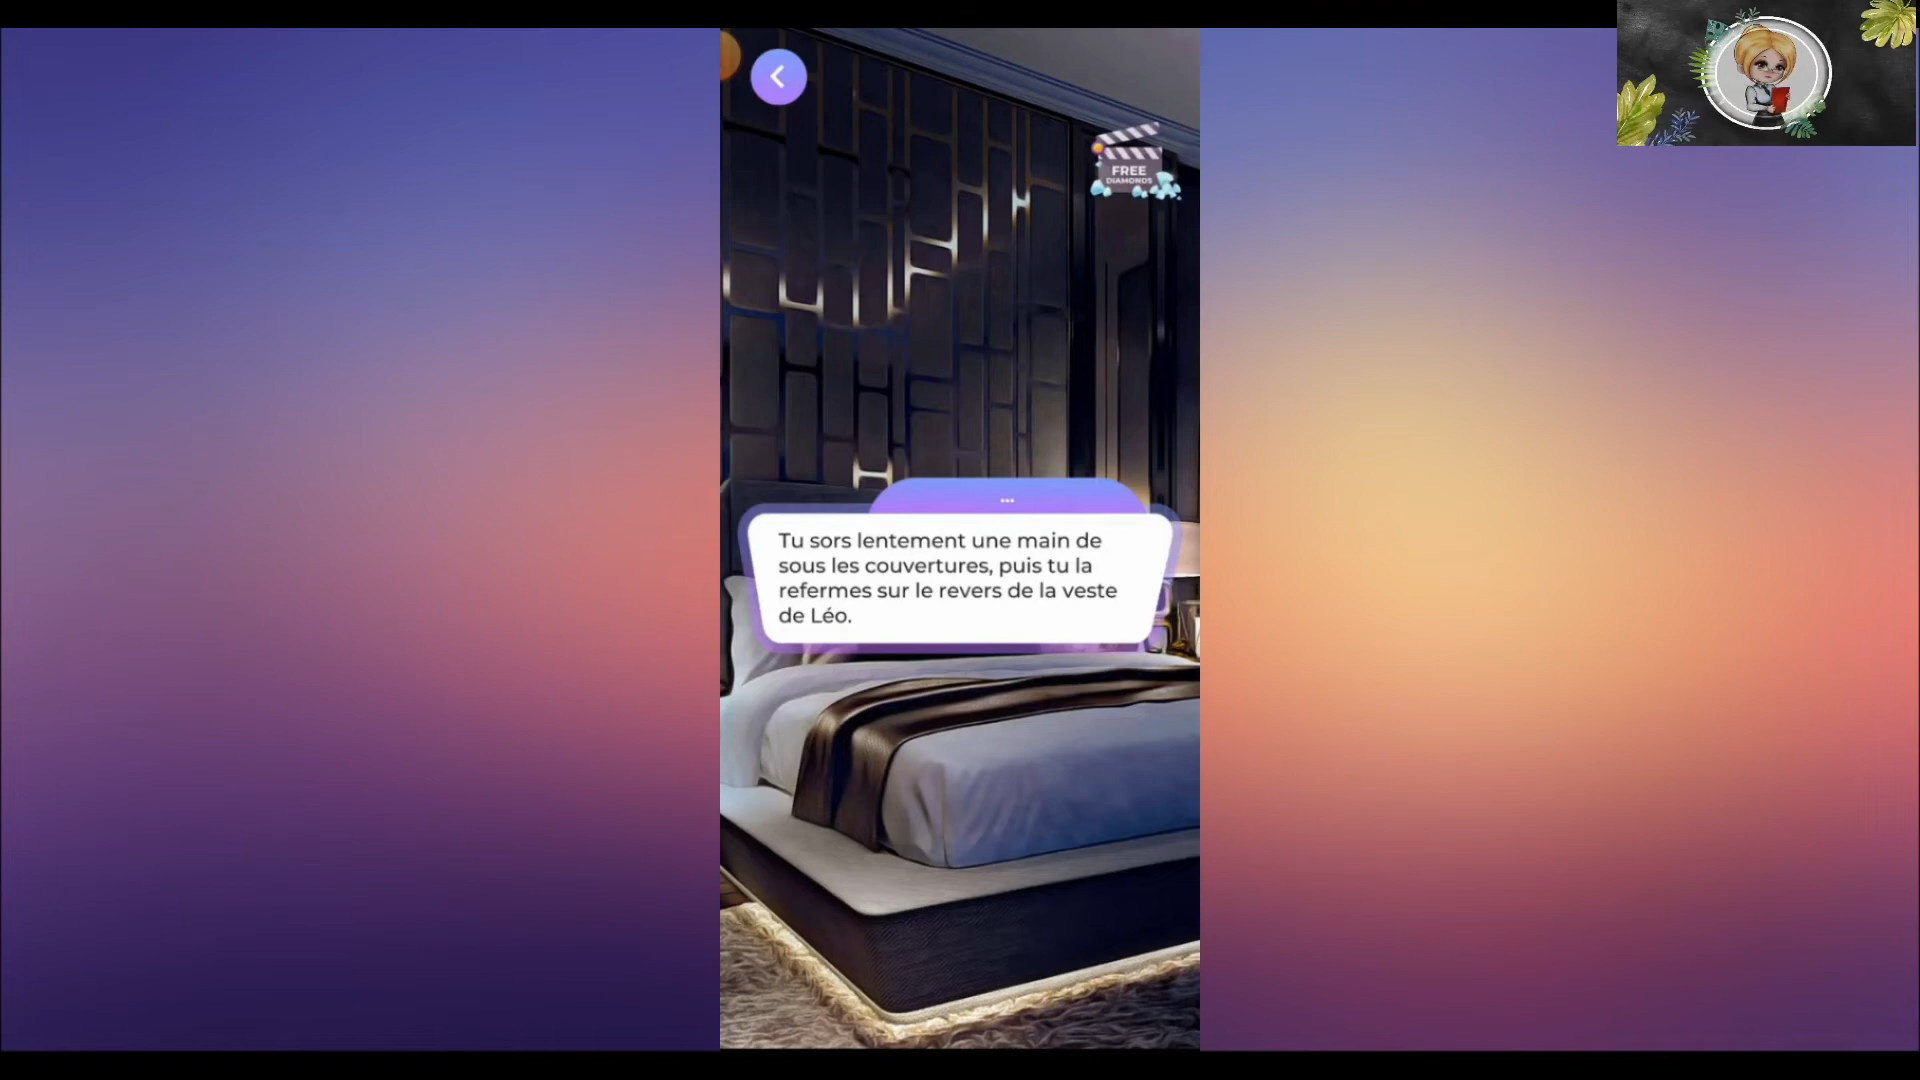 FREE
DIAMONDS
...
Tu sors lentement une main de
sous les couvertures, puis tu la
refermes sur le revers de la veste
de Léo.